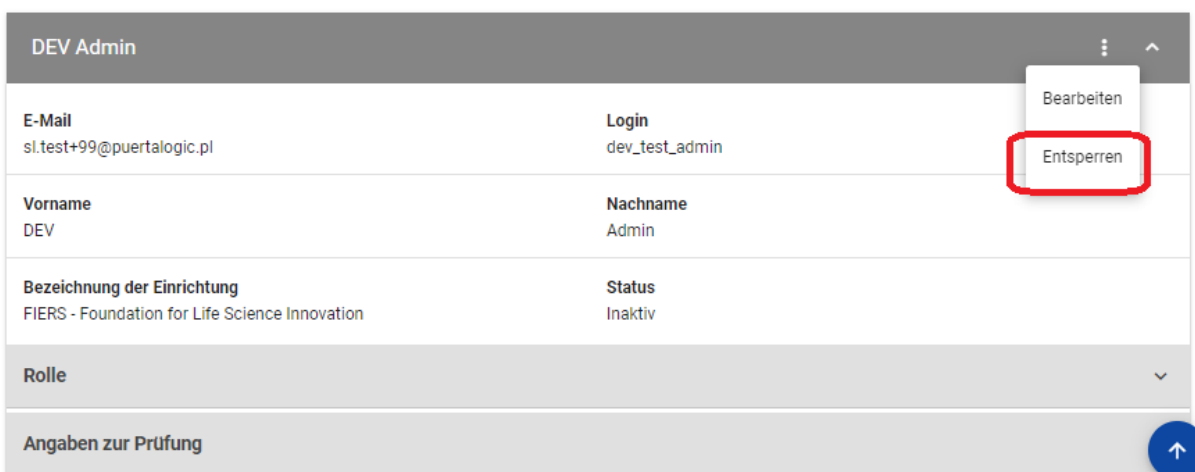 DEV Admin
Bearbeiten
Entsperren
E-Mail
sl.test+99@puertalogic.pl
Login
dev_test_admin
Vorname
DEV
Nachname
Admin
Bezeichnung der Einrichtung
FIERS - Foundation for Life Science Innovation
Status
Inaktiv
Rolle
Angaben zur Prüfung